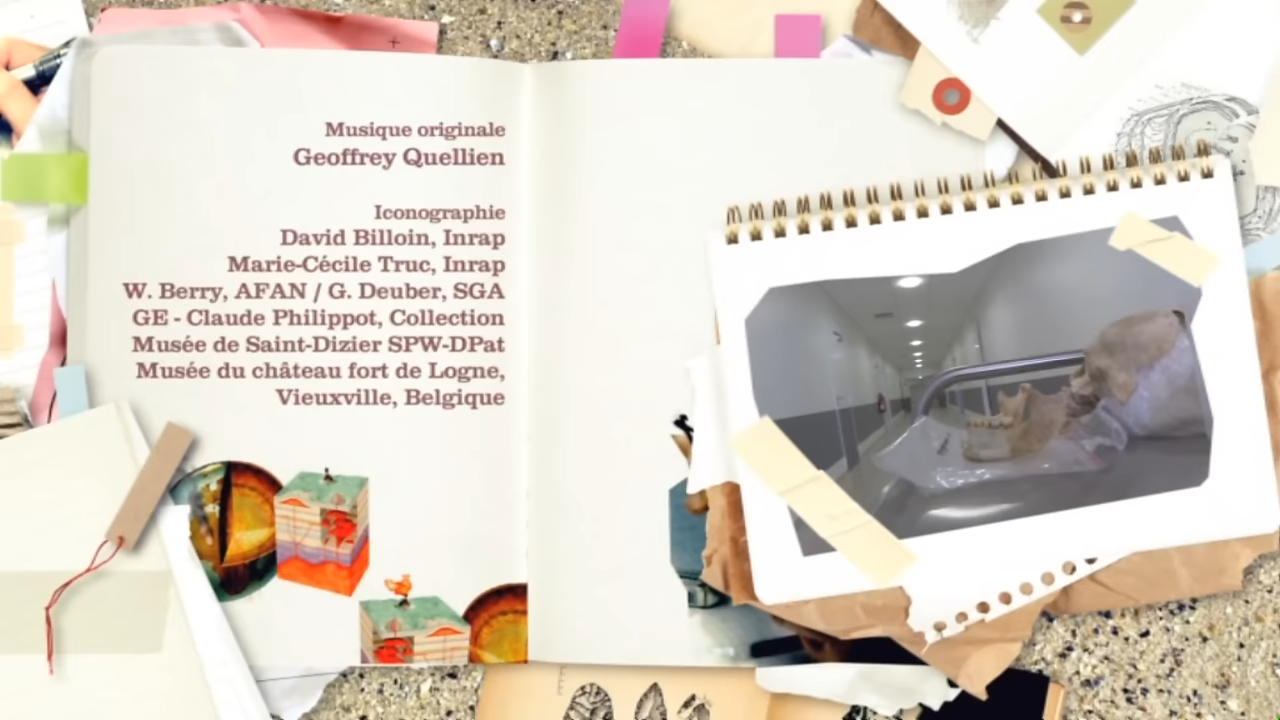 Musique originale
Geoffrey Quellien
Iconographie
David Billoin, Inrap
Marie-Cécile Truc, Inrap
W. Berry, AFAN / G. Deuber, SGA
GE - Claude Philippot, Collection
Musée de Saint-Dizier SPW-DPat
Musée du château fort de Logne,
Vieuxville, Belgique